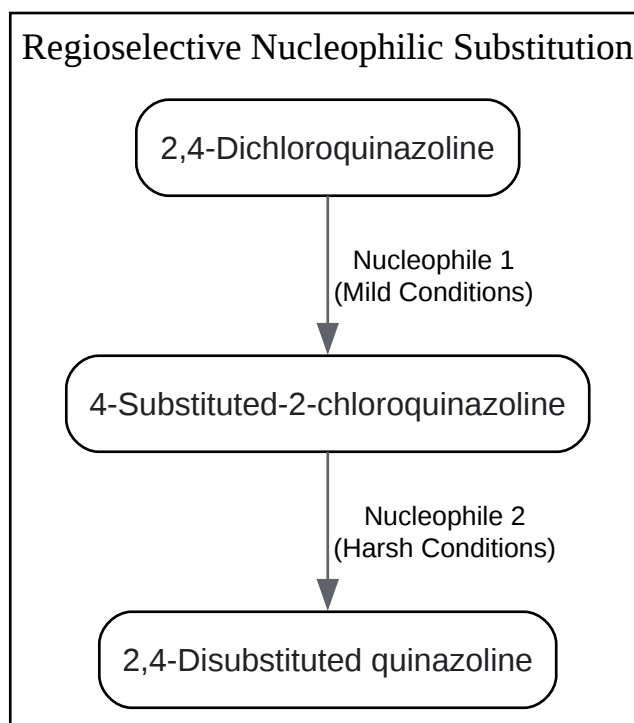 Regioselective Nucleophilic Substitution
2,4-Dichloroquinazoline
Nucleophile 1
(Mild Conditions)
4-Substituted-2-chloroquinazoline
Nucleophile 2
(Harsh Conditions)
2,4-Disubstituted quinazoline